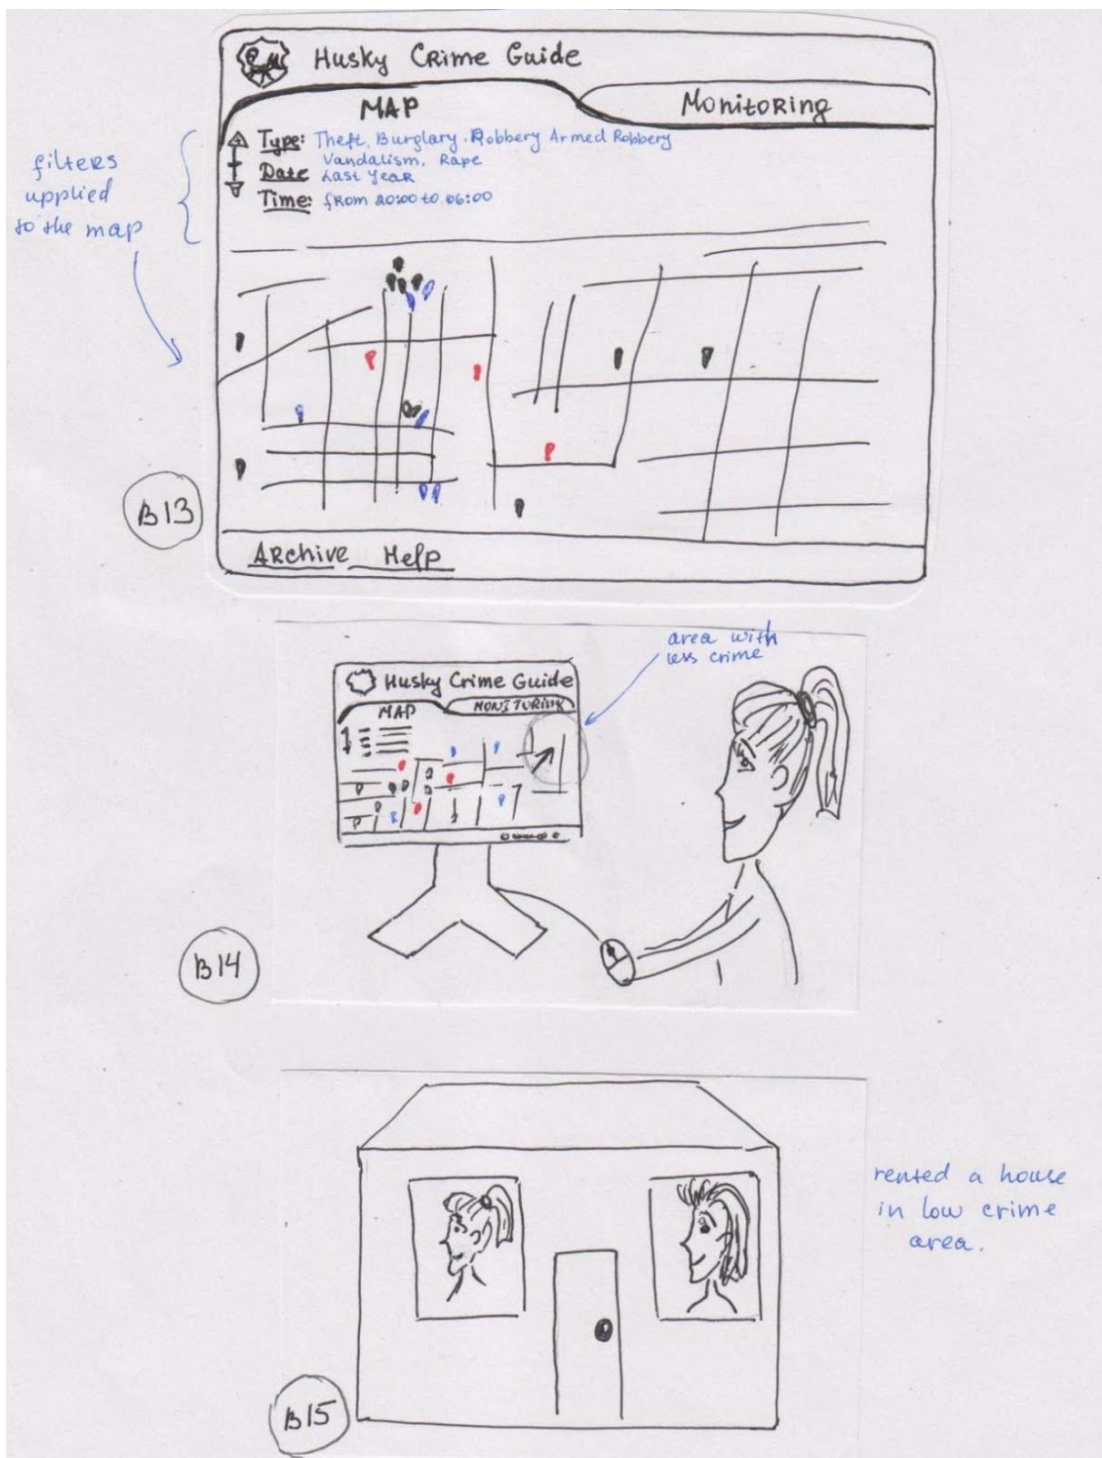 Husky Crime Guide
MAP
Monitoring
Type: Theft, Burglary, Robbery Armed Robbery
Vandalism, Rape
Date Last Year
Time: from 20:00 to 06:00
filters
upplied
to the map
B13
Archive Help
area with
less crime
Husky Crime Guide
MAP
MONITORING
B14
rented a house
in low crime
area.
B15